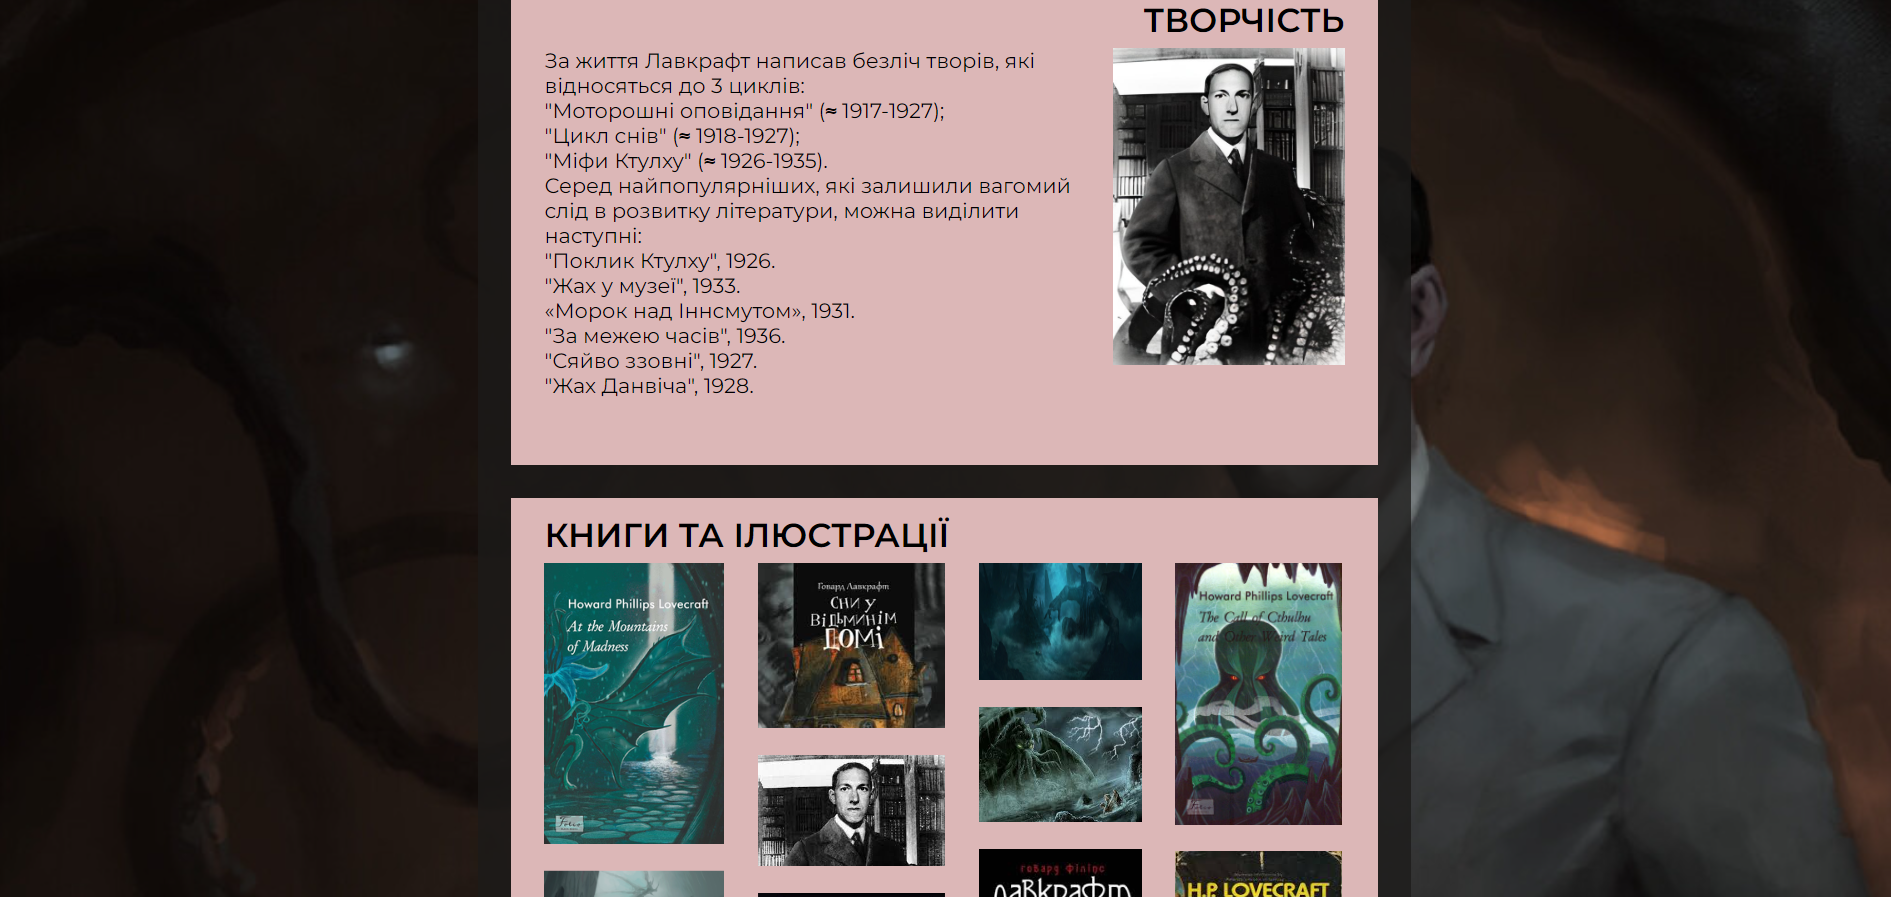 ТВОРЧІСТЬ
За життя Лавкрафт написав безліч творів, які
відносяться до 3 циклів:
"Моторошні оповідання" (≈ 1917-1927);
"Цикл снів" (≈ 1918-1927);
"Міфи Ктулху" (≈ 1926-1935).
Серед найпопулярніших, які залишили вагомий
слід в розвитку літератури, можна виділити
наступні:
"Поклик Ктулху", 1926.
"Жах у музеї", 1933.
«Морок над Іннсмутом», 1931.
"За межею часів", 1936.
"Сяйво ззовні", 1927.
"Жах Данвіча", 1928.
КНИГИ ТА ІЛЮСТРАЦІЇ
Howard Phillips Lovecraft
At the Mountains
of Madness
Folio
Говард Лавкрафт
СНИ У
ВІДЬМИНІМ
ДОМІ
Howard Phillips Lovecraft
The Call of Cthulhu
and Other Weird Tales
говард філіпс
лавкрафт
H.P. LOVECRAFT